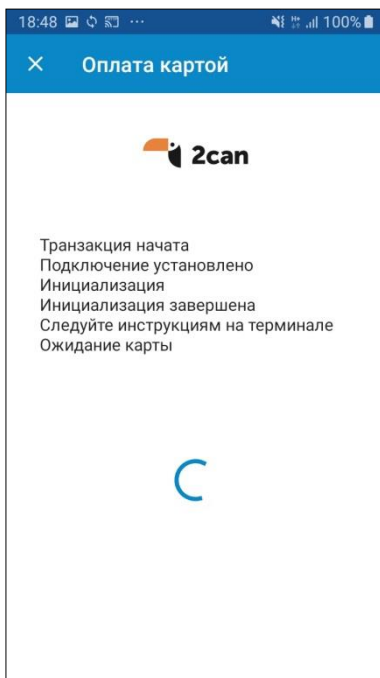 18:48 100%
Оплата картой
2can
Транзакция начата
Подключение установлено
Инициализация
Инициализация завершена
Следуйте инструкциям на терминале
Ожидание карты